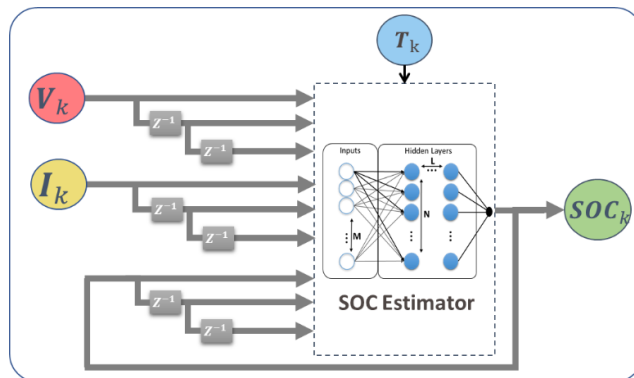 T_k
V_k
Z⁻¹
Z⁻¹
Inputs
Hidden Layers
L
...
I_k
Z⁻¹
Z⁻¹
N
M
SOC_k
SOC Estimator
Z⁻¹
Z⁻¹